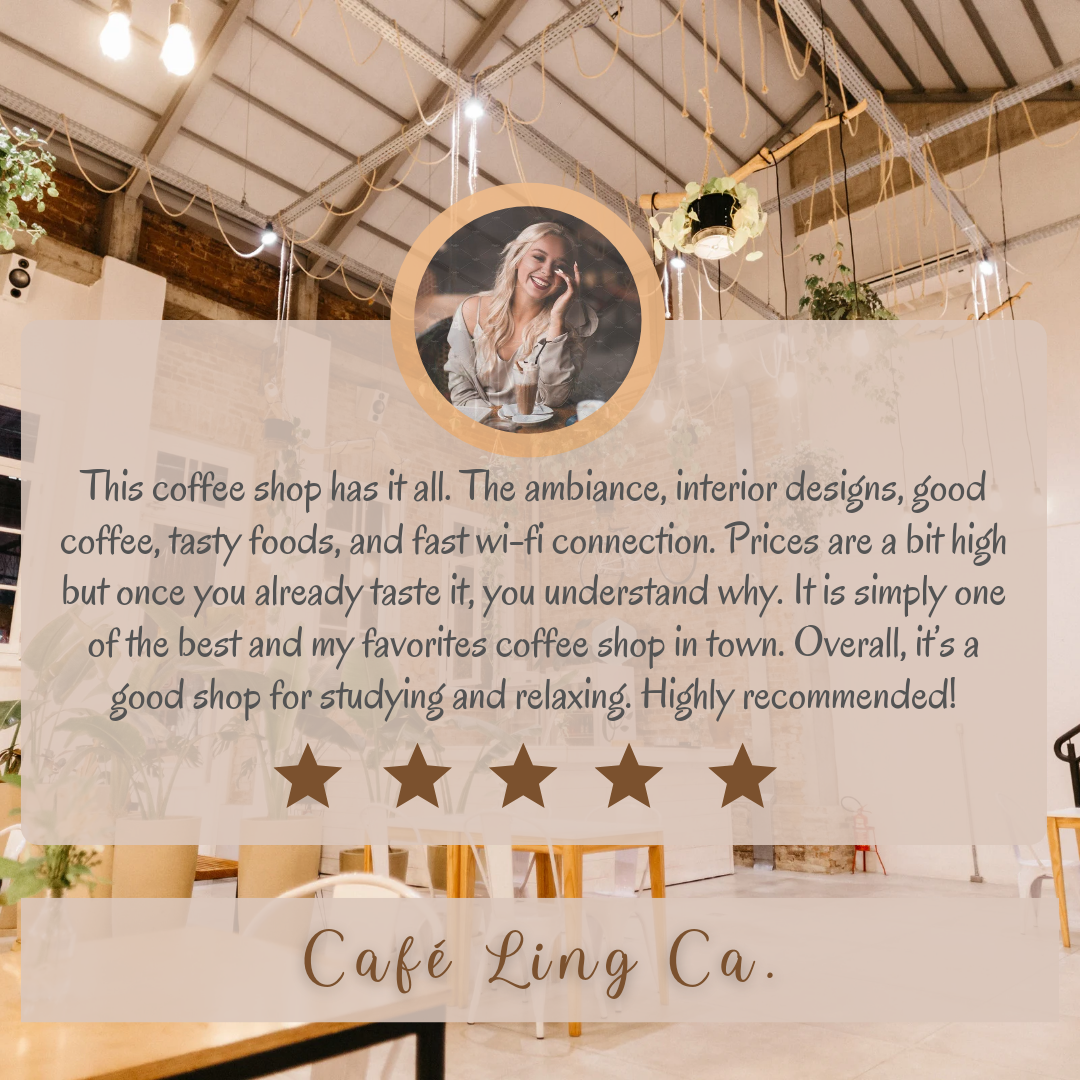 This coffee shop has it all. The ambiance, interior designs, good
coffee, tasty foods, and fast wi-fi connection. Prices are a bit high
but once you already taste it, you understand why. It is simply one
of the best and my favorites coffee shop in town. Overall, it's a
good shop for studying and relaxing. Highly recommended!
Café Ling Ca.